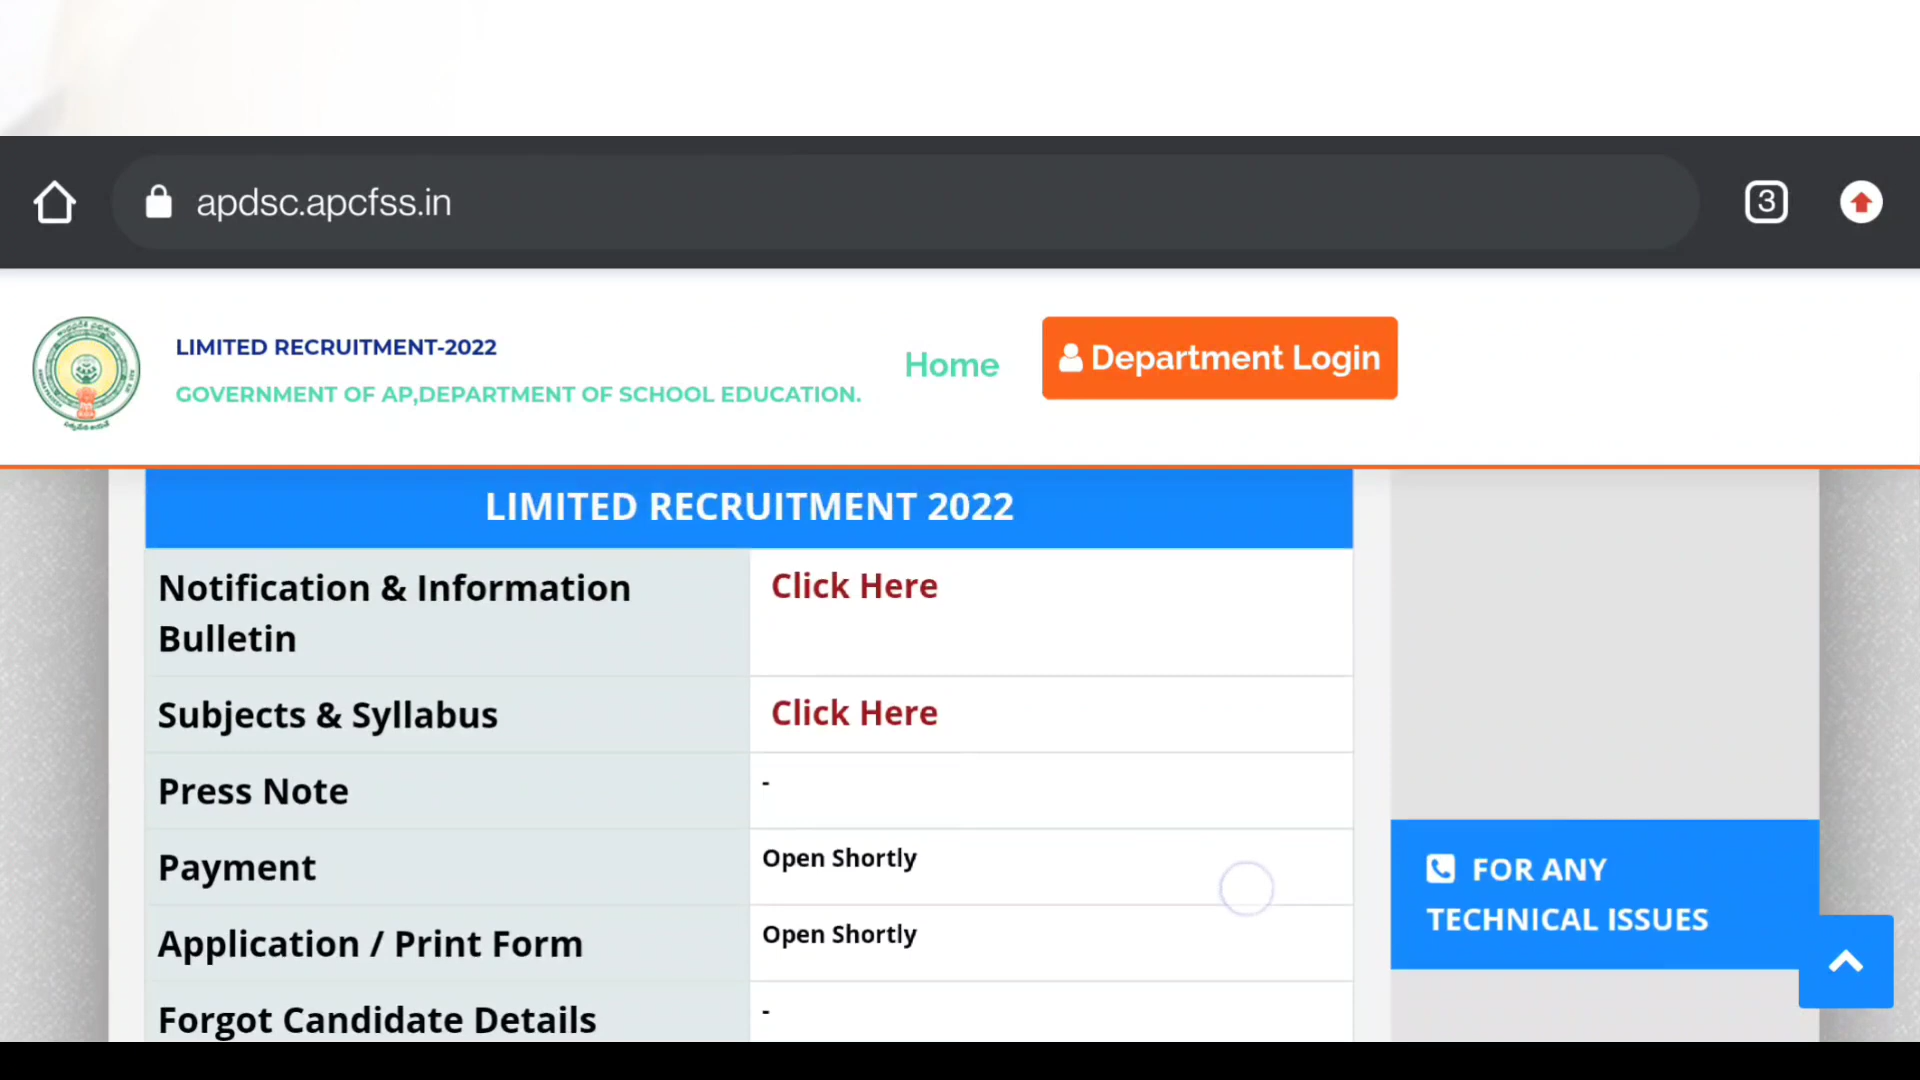 apdsc.apcfss.in
3
LIMITED RECRUITMENT-2022
GOVERNMENT OF AP,DEPARTMENT OF SCHOOL EDUCATION.
Home
Department Login
LIMITED RECRUITMENT 2022
Notification & Information
Bulletin
Click Here
Subjects & Syllabus
Click Here
Press Note
-
Payment
Open Shortly
Application / Print Form
Open Shortly
Forgot Candidate Details
-
FOR ANY
TECHNICAL ISSUES